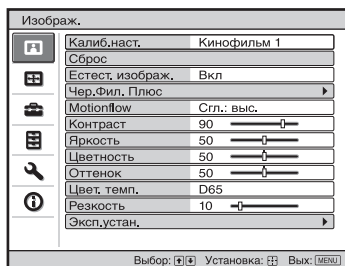 Изображ.
Калиб.наст. Кинофильм 1
Сброс
Естест. изображ. Вкл
Чер.Фил. Плюс
Motionflow Сгл.: выс.
Контраст 90
Яркость 50
Цветность 50
Оттенок 50
Цвет. темп. D65
Резкость 10
Эксп.устан.
Выбор: Установка: Вых: MENU